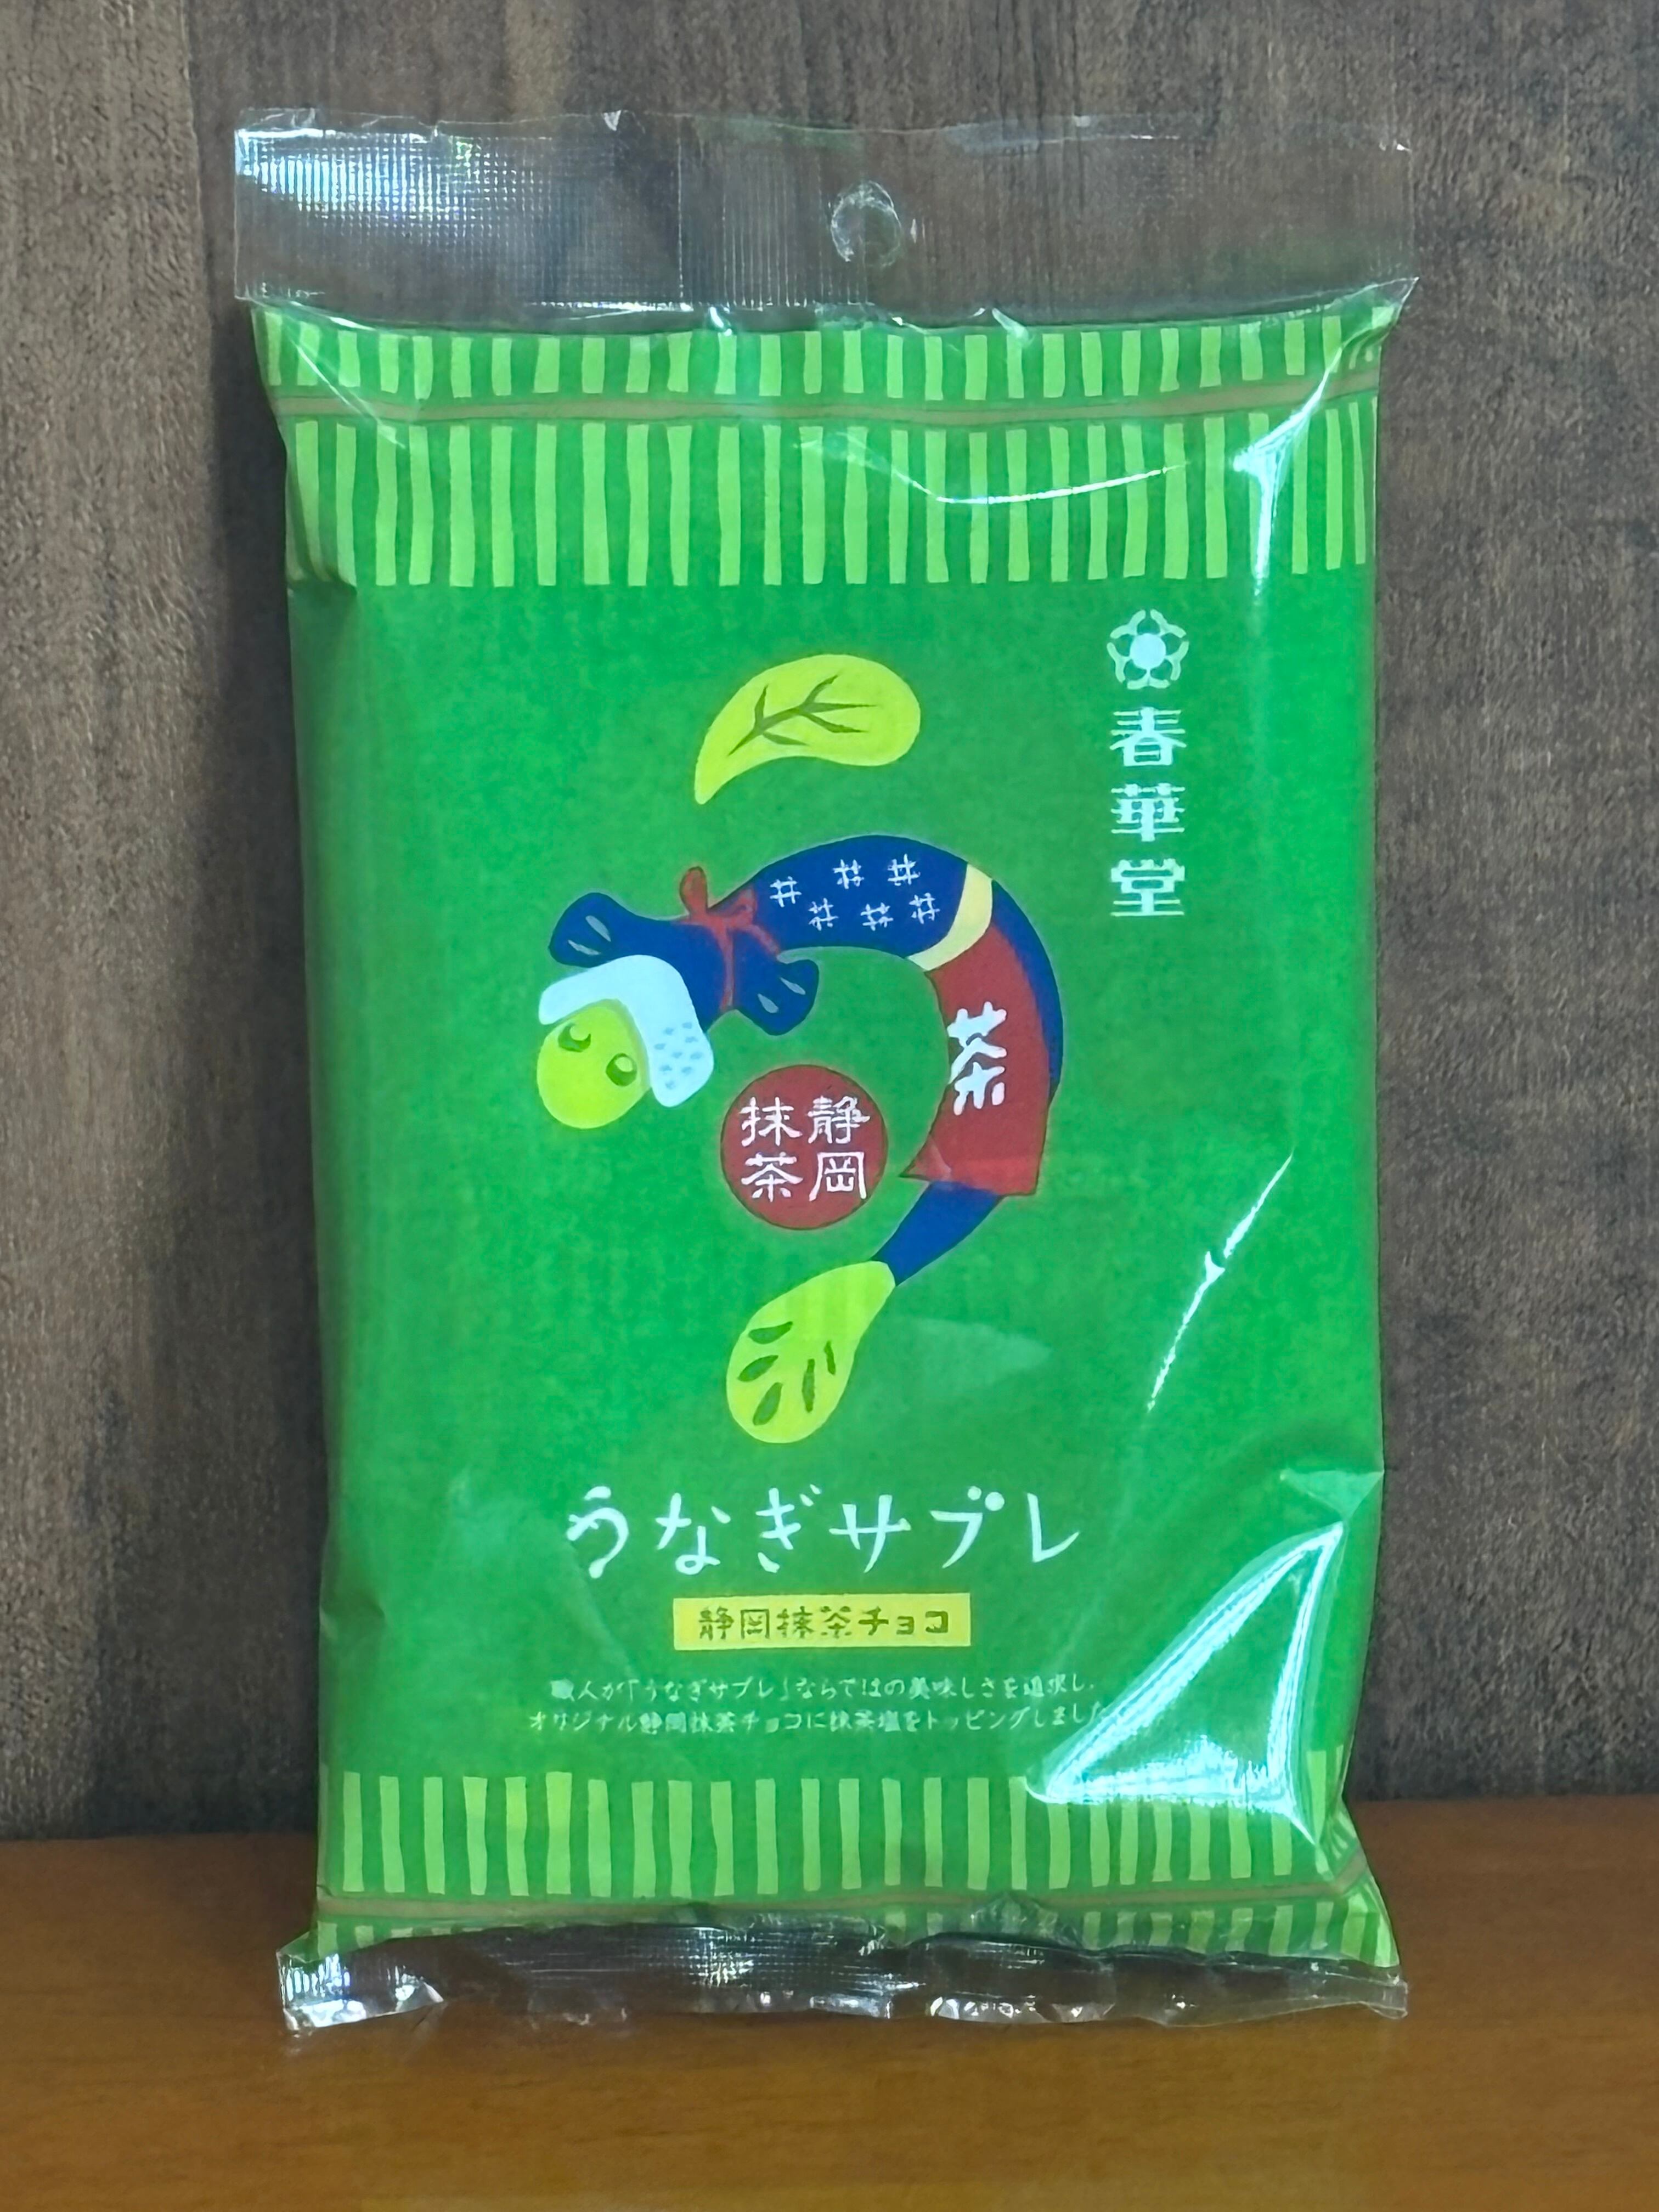 春華堂
茶
静岡
抹茶
うなぎサブレ
静岡抹茶チョコ
職人が「うなぎサブレ」ならではの美味しさを追求し、
オリジナル静岡抹茶チョコに抹茶塩をトッピングしました